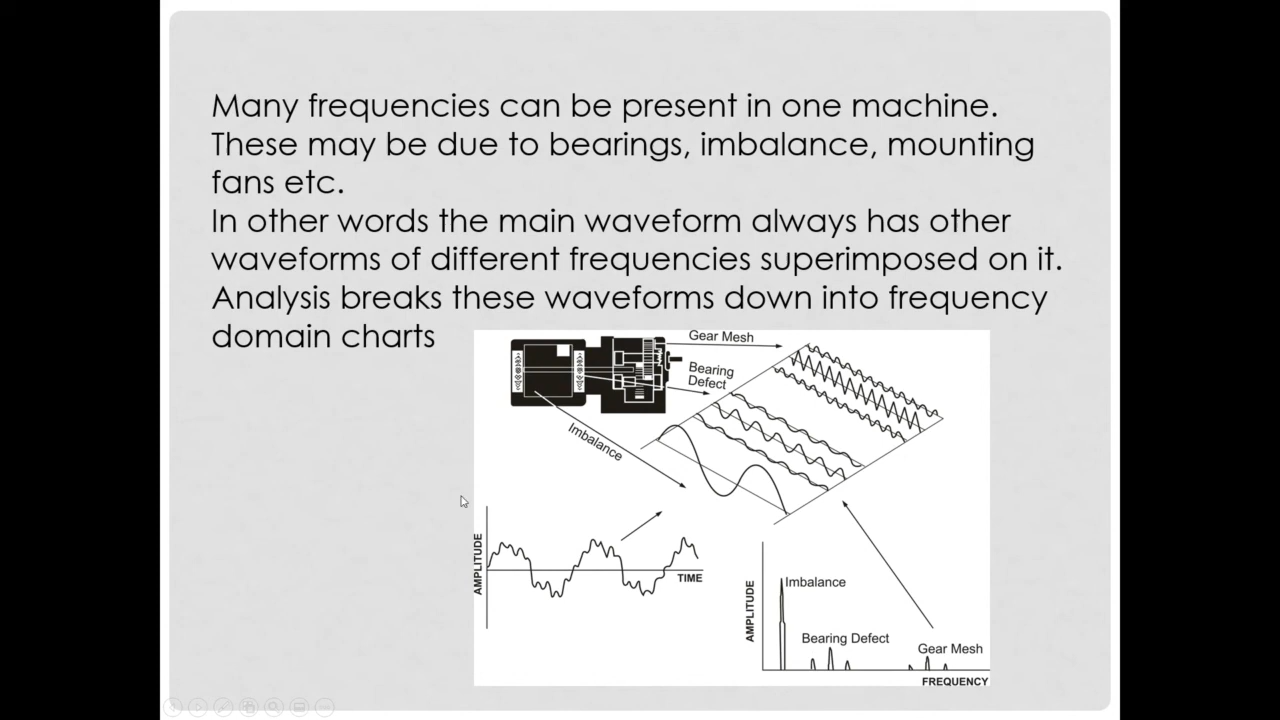 Many frequencies can be present in one machine.
These may be due to bearings, imbalance, mounting
fans etc.
In other words the main waveform always has other
waveforms of different frequencies superimposed on it.
Analysis breaks these waveforms down into frequency
domain charts
Gear Mesh
Bearing
Defect
Imbalance
AMPLITUDE
TIME
AMPLITUDE
Imbalance
Bearing Defect
Gear Mesh
FREQUENCY